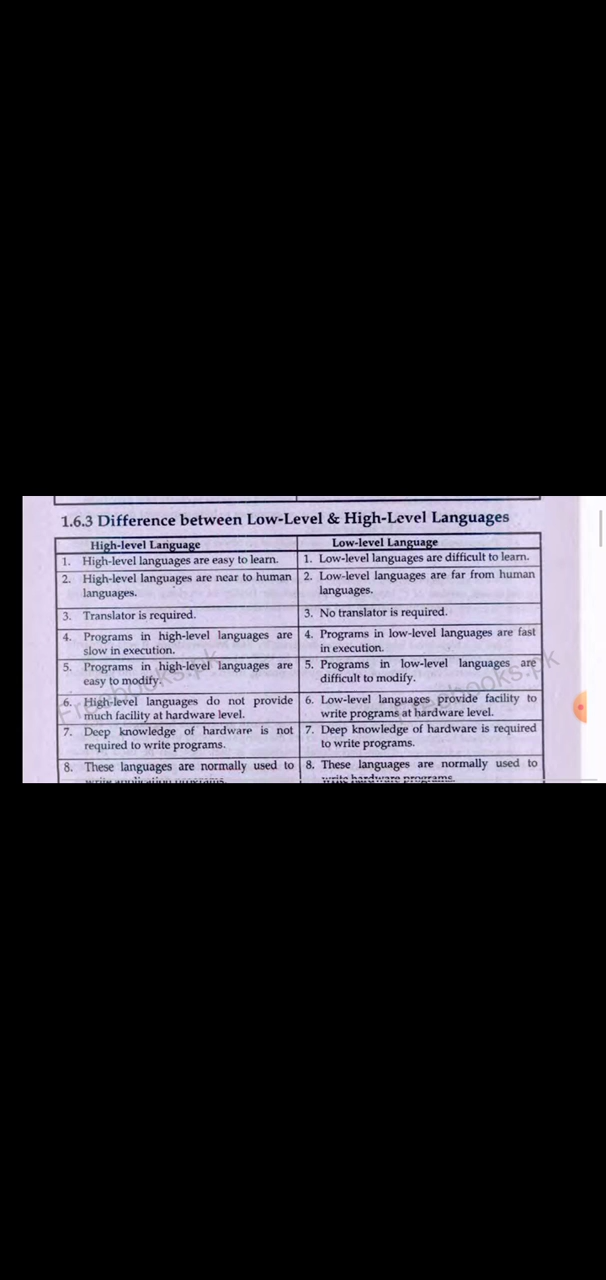 1.6.3 Difference between Low-Level & High-Level Languages
High-level Language
Low-level Language
1. High-level languages are easy to learn.
1. Low-level languages are difficult to learn.
2. High-level languages are near to human
languages.
2. Low-level languages are far from human
languages.
3. Translator is required.
3. No translator is required.
4. Programs in high-level languages are
slow in execution.
4. Programs in low-level languages are fast
in execution.
5. Programs in high-level languages are
easy to modify.
5. Programs in low-level languages are
difficult to modify.
6. High-level languages do not provide
much facility at hardware level.
6. Low-level languages provide facility to
write programs at hardware level.
7. Deep knowledge of hardware is not
required to write programs.
7. Deep knowledge of hardware is required
to write programs.
8. These languages are normally used to
write application programs.
8. These languages are normally used to
write hardware programs.